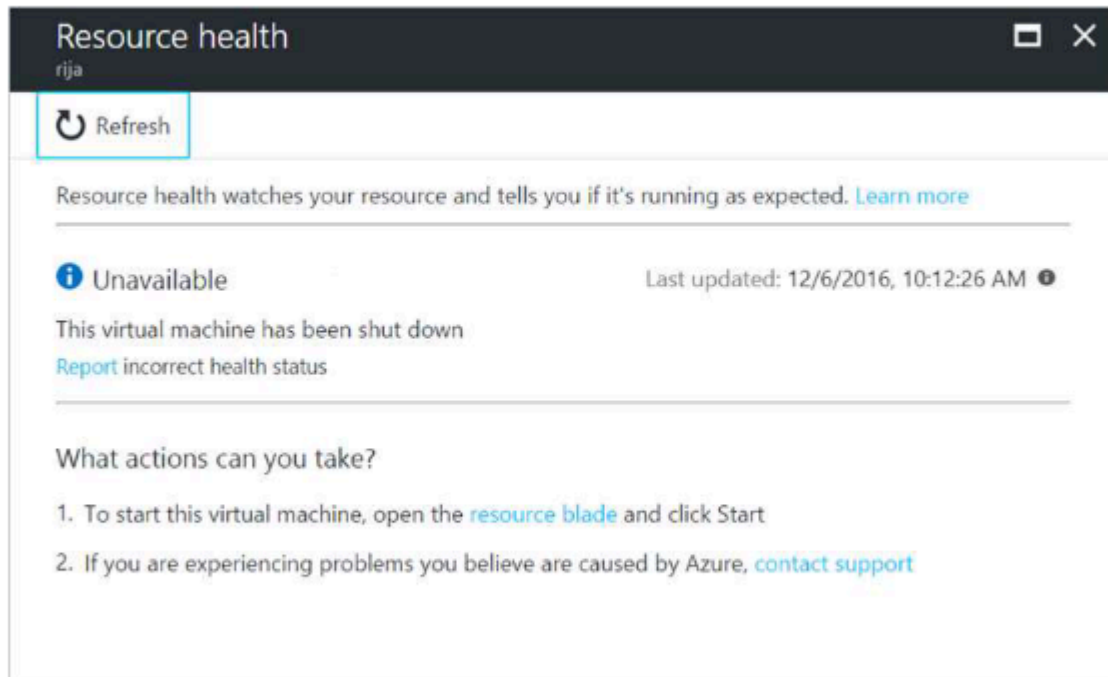 Resource health
rija
Refresh
Resource health watches your resource and tells you if it's running as expected. Learn more
Unavailable Last updated: 12/6/2016, 10:12:26 AM
This virtual machine has been shut down
Report incorrect health status
What actions can you take?
1. To start this virtual machine, open the resource blade and click Start
2. If you are experiencing problems you believe are caused by Azure, contact support